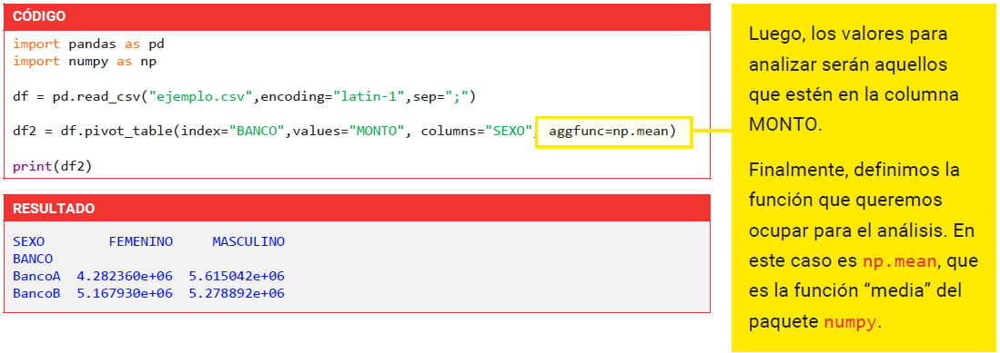 CÓDIGO
import pandas as pd
import numpy as np
df = pd.read_csv("ejemplo.csv",encoding="latin-1",sep=";")
df2 = df.pivot_table(index="BANCO",values="MONTO", columns="SEXO", aggfunc=np.mean)
print(df2)
RESULTADO
SEXO FEMENINO MASCULINO
BANCO
BancoA 4.282360e+06 5.615042e+06
BancoB 5.167930e+06 5.278892e+06
Luego, los valores para
analizar serán aquellos
que estén en la columna
MONTO.
Finalmente, definimos la
función que queremos
ocupar para el análisis. En
este caso es np.mean, que
es la función “media” del
paquete numpy.